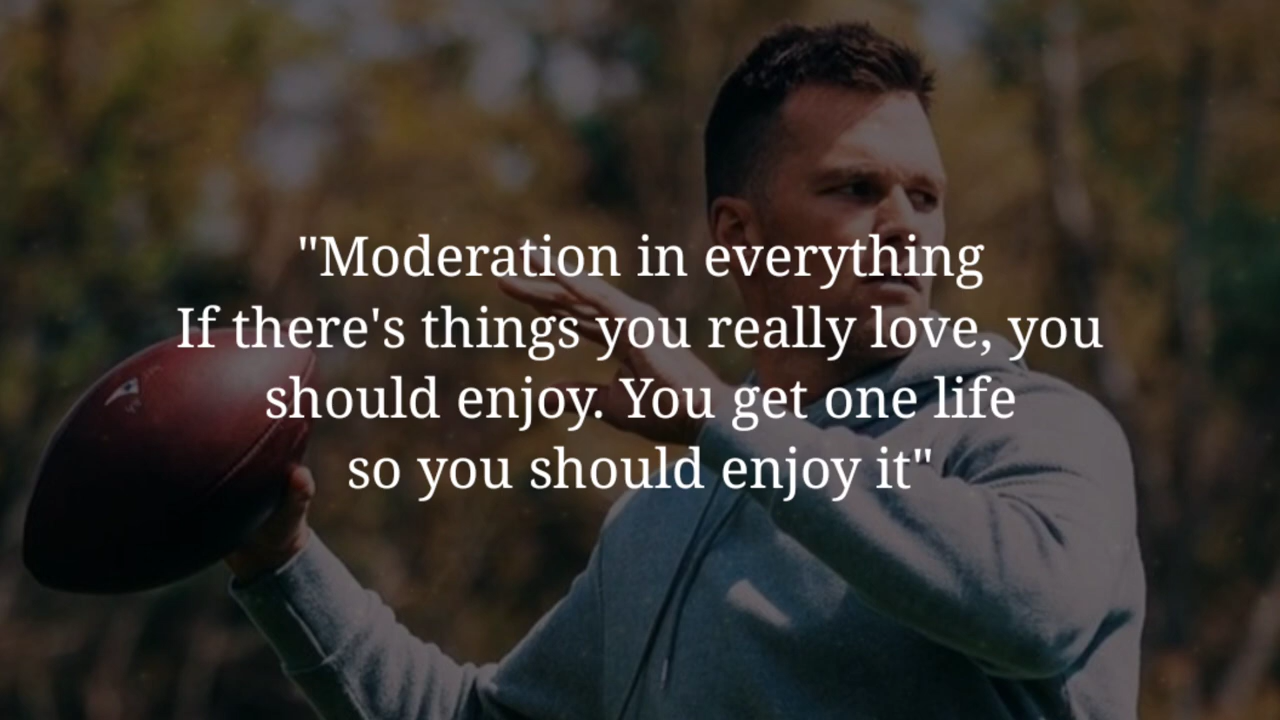 "Moderation in everything
If there's things you really love, you
should enjoy. You get one life
so you should enjoy it"